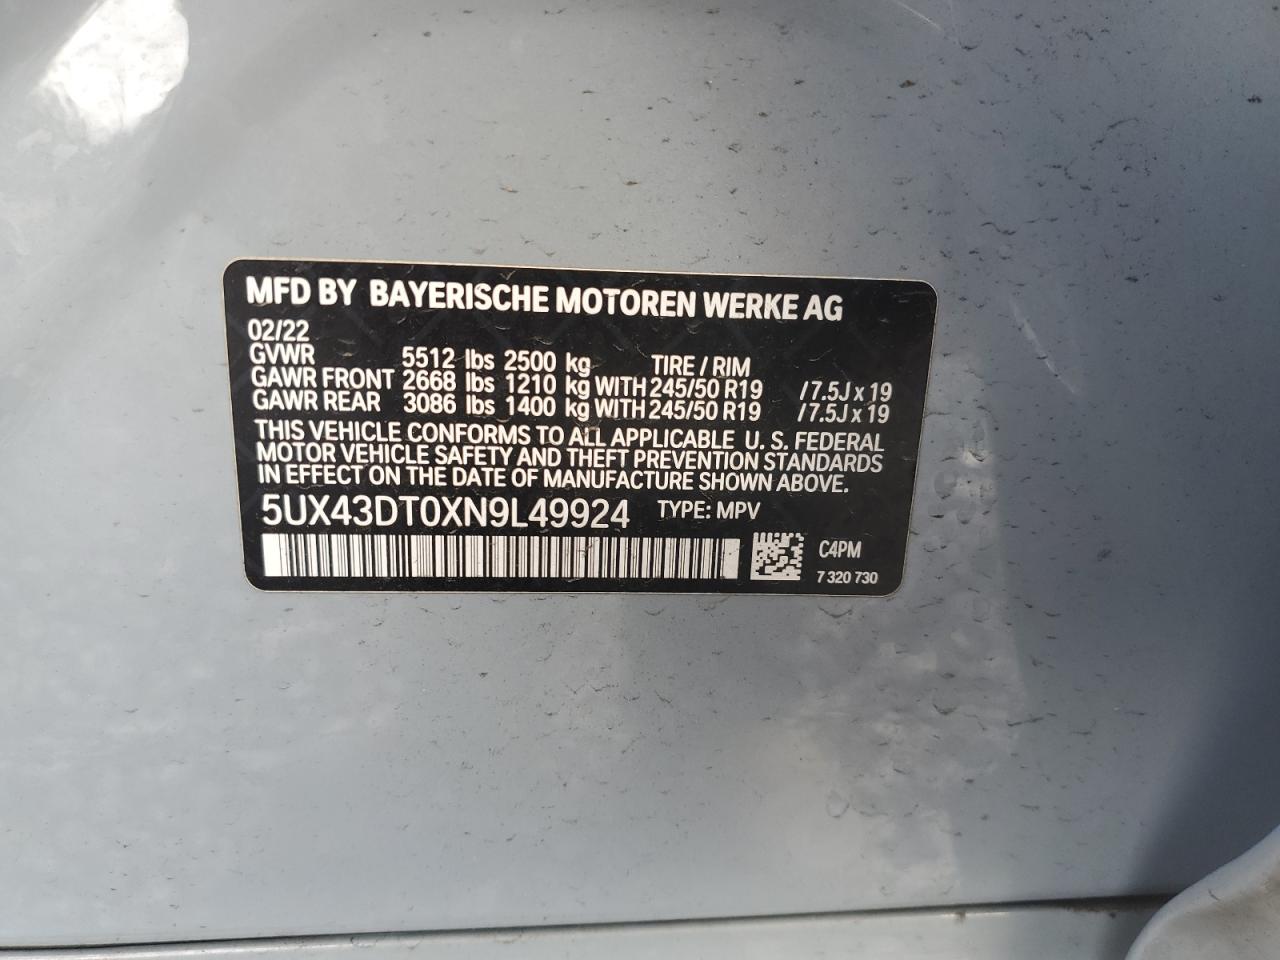 MFD BY BAYERISCHE MOTOREN WERKE AG
02/22
GVWR 5512 lbs 2500 kg TIRE / RIM
GAWR FRONT 2668 lbs 1210 kg WITH 245/50 R19 / 7.5J x 19
GAWR REAR 3086 lbs 1400 kg WITH 245/50 R19 / 7.5J x 19
THIS VEHICLE CONFORMS TO ALL APPLICABLE U. S. FEDERAL
MOTOR VEHICLE SAFETY AND THEFT PREVENTION STANDARDS
IN EFFECT ON THE DATE OF MANUFACTURE SHOWN ABOVE.
5UX43DT0XN9L49924 TYPE: MPV
C4PM
7 320 730